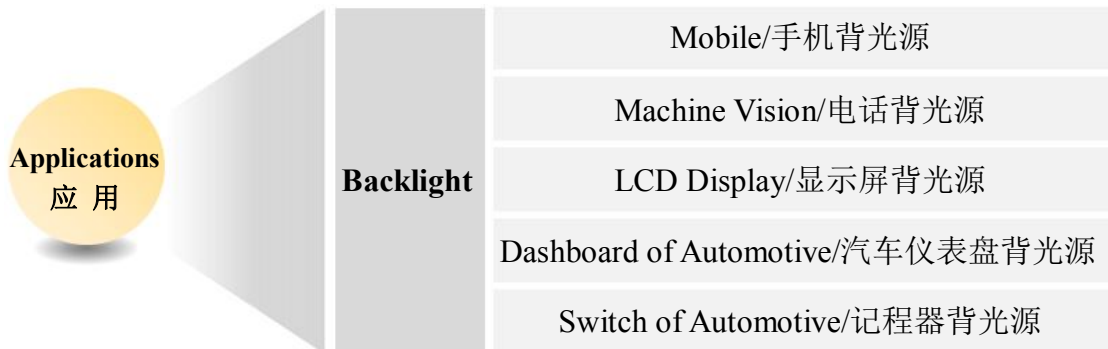 Applications
应 用
Backlight
Mobile/手机背光源
Machine Vision/电话背光源
LCD Display/显示屏背光源
Dashboard of Automotive/汽车仪表盘背光源
Switch of Automotive/记程器背光源